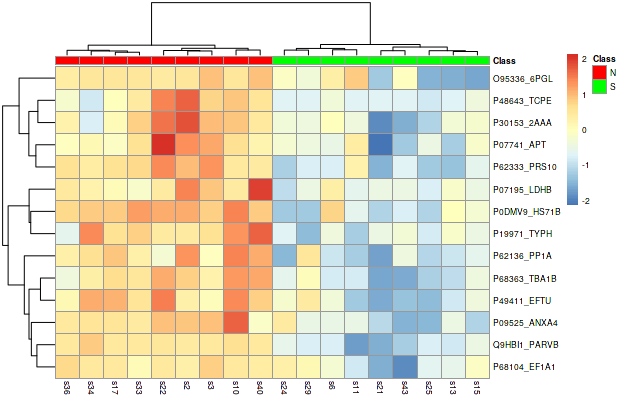 Class
O95336_6PGL
P48643_TCPE
P30153_2AAA
P07741_APT
P62333_PRS10
P07195_LDHB
P0DMV9_HS71B
P19971_TYPH
P62136_PP1A
P68363_TBA1B
P49411_EFTU
P09525_ANXA4
Q9HBI1_PARVB
P68104_EF1A1
s36 s34 s17 s33 s22 s2 s3 s10 s40 s24 s29 s6 s11 s21 s43 s25 s13 s15
2
1
0
-1
-2
Class
N
S